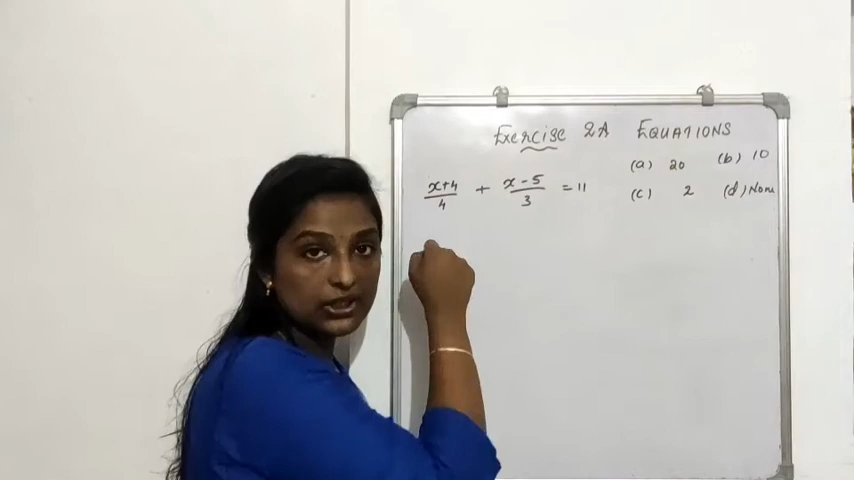 Exercise 2A EQUATIONS
(a) 20 (b) 10
x+4/4 + x-5/3 = 11 (c) 2 (d) None